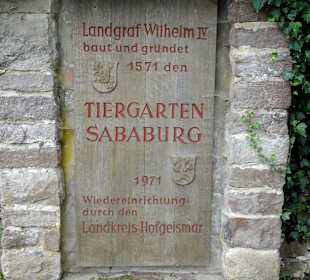 Landgraf Wilhelm IV
baut und gründet
1571 den
TIERGARTEN
SABABURG
1971
Wiedereinrichtung
durch den
Landkreis Hofgeismar